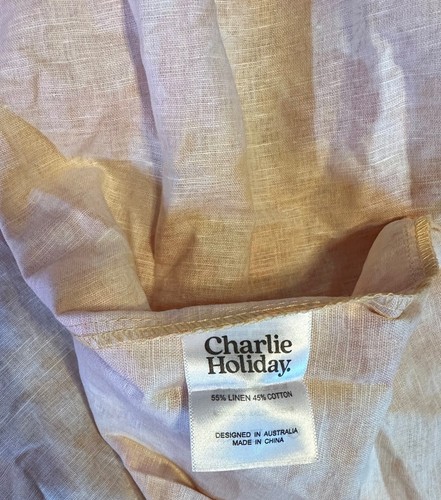 Charlie
Holiday.
55% LINEN 45% COTTON
DESIGNED IN AUSTRALIA
MADE IN CHINA